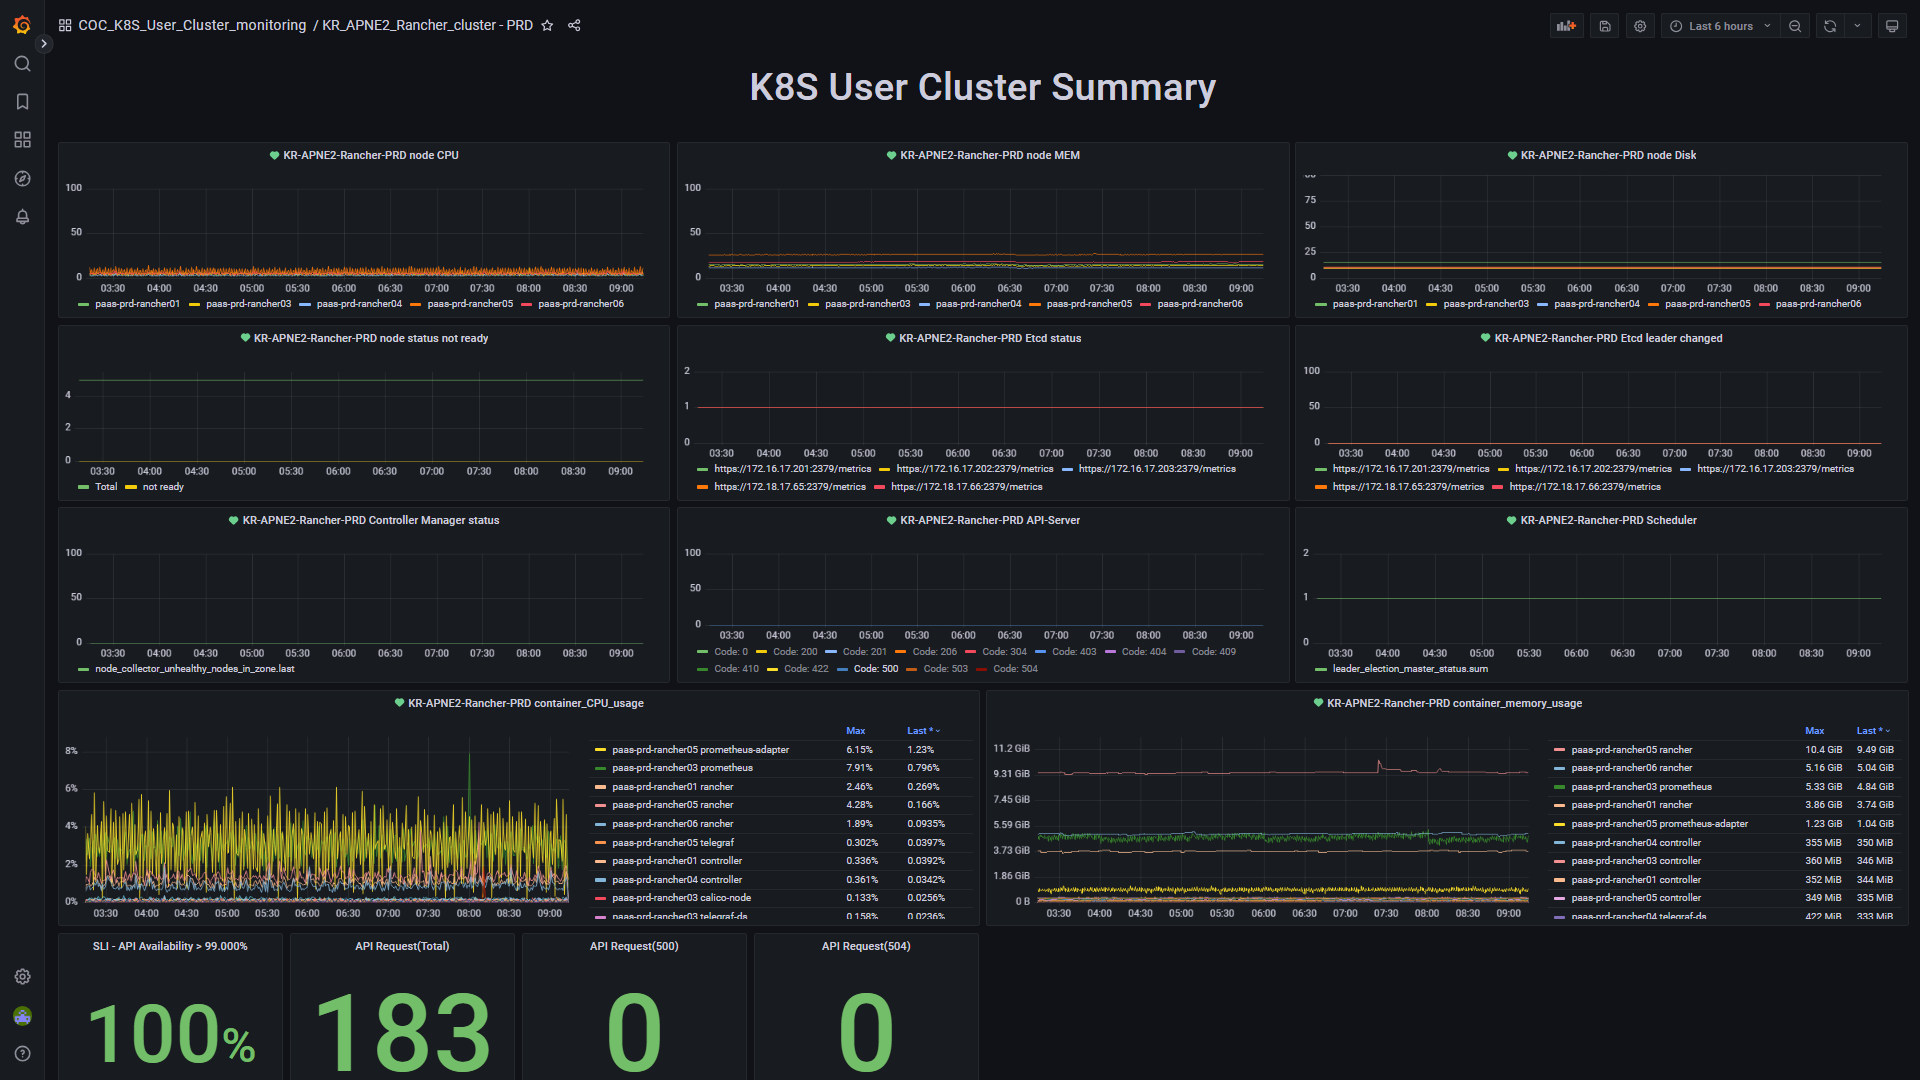 COC_K8S_User_Cluster_monitoring / KR_APNE2_Rancher_cluster - PRD
Last 6 hours
K8S User Cluster Summary
KR-APNE2-Rancher-PRD node CPU
100
50
0
03:30 04:00 04:30 05:00 05:30 06:00 06:30 07:00 07:30 08:00 08:30 09:00
paas-prd-rancher01 paas-prd-rancher03 paas-prd-rancher04 paas-prd-rancher05 paas-prd-rancher06
KR-APNE2-Rancher-PRD node MEM
100
50
0
03:30 04:00 04:30 05:00 05:30 06:00 06:30 07:00 07:30 08:00 08:30 09:00
paas-prd-rancher01 paas-prd-rancher03 paas-prd-rancher04 paas-prd-rancher05 paas-prd-rancher06
KR-APNE2-Rancher-PRD node Disk
75
50
25
0
03:30 04:00 04:30 05:00 05:30 06:00 06:30 07:00 07:30 08:00 08:30 09:00
paas-prd-rancher01 paas-prd-rancher03 paas-prd-rancher04 paas-prd-rancher05 paas-prd-rancher06
KR-APNE2-Rancher-PRD node status not ready
4
2
0
03:30 04:00 04:30 05:00 05:30 06:00 06:30 07:00 07:30 08:00 08:30 09:00
Total not ready
KR-APNE2-Rancher-PRD Etcd status
2
1
0
03:30 04:00 04:30 05:00 05:30 06:00 06:30 07:00 07:30 08:00 08:30 09:00
https://172.16.17.201:2379/metrics https://172.16.17.202:2379/metrics https://172.16.17.203:2379/metrics
https://172.18.17.65:2379/metrics https://172.18.17.66:2379/metrics
KR-APNE2-Rancher-PRD Etcd leader changed
100
50
0
03:30 04:00 04:30 05:00 05:30 06:00 06:30 07:00 07:30 08:00 08:30 09:00
https://172.16.17.201:2379/metrics https://172.16.17.202:2379/metrics https://172.16.17.203:2379/metrics
https://172.18.17.65:2379/metrics https://172.18.17.66:2379/metrics
KR-APNE2-Rancher-PRD Controller Manager status
100
50
0
03:30 04:00 04:30 05:00 05:30 06:00 06:30 07:00 07:30 08:00 08:30 09:00
node_collector_unhealthy_nodes_in_zone.last
KR-APNE2-Rancher-PRD API-Server
100
50
0
03:30 04:00 04:30 05:00 05:30 06:00 06:30 07:00 07:30 08:00 08:30 09:00
Code: 0 Code: 200 Code: 201 Code: 206 Code: 304 Code: 403 Code: 404 Code: 409
Code: 410 Code: 422 Code: 500 Code: 503 Code: 504
KR-APNE2-Rancher-PRD Scheduler
2
1
0
03:30 04:00 04:30 05:00 05:30 06:00 06:30 07:00 07:30 08:00 08:30 09:00
leader_election_master_status.sum
KR-APNE2-Rancher-PRD container_CPU_usage
8%
6%
4%
2%
0%
03:30 04:00 04:30 05:00 05:30 06:00 06:30 07:00 07:30 08:00 08:30 09:00
Max Last *
paas-prd-rancher05 prometheus-adapter 6.15% 1.23%
paas-prd-rancher03 prometheus 7.91% 0.796%
paas-prd-rancher01 rancher 2.46% 0.269%
paas-prd-rancher05 rancher 4.28% 0.166%
paas-prd-rancher06 rancher 1.89% 0.0935%
paas-prd-rancher05 telegraf 0.302% 0.0397%
paas-prd-rancher01 controller 0.336% 0.0392%
paas-prd-rancher04 controller 0.361% 0.0342%
paas-prd-rancher03 calico-node 0.133% 0.0256%
paas-prd-rancher03 telegraf-ds 0.158% 0.0236%
KR-APNE2-Rancher-PRD container_memory_usage
11.2 GiB
9.31 GiB
7.45 GiB
5.59 GiB
3.73 GiB
1.86 GiB
0 B
03:30 04:00 04:30 05:00 05:30 06:00 06:30 07:00 07:30 08:00 08:30 09:00
Max Last *
paas-prd-rancher05 rancher 10.4 GiB 9.49 GiB
paas-prd-rancher06 rancher 5.16 GiB 5.04 GiB
paas-prd-rancher03 prometheus 5.33 GiB 4.84 GiB
paas-prd-rancher01 rancher 3.86 GiB 3.74 GiB
paas-prd-rancher05 prometheus-adapter 1.23 GiB 1.04 GiB
paas-prd-rancher04 controller 355 MiB 350 MiB
paas-prd-rancher03 controller 360 MiB 346 MiB
paas-prd-rancher01 controller 352 MiB 344 MiB
paas-prd-rancher05 controller 349 MiB 335 MiB
paas-prd-rancher04 telegraf-ds 422 MiB 333 MiB
SLI - API Availability > 99.000%
100%
API Request(Total)
183
API Request(500)
0
API Request(504)
0